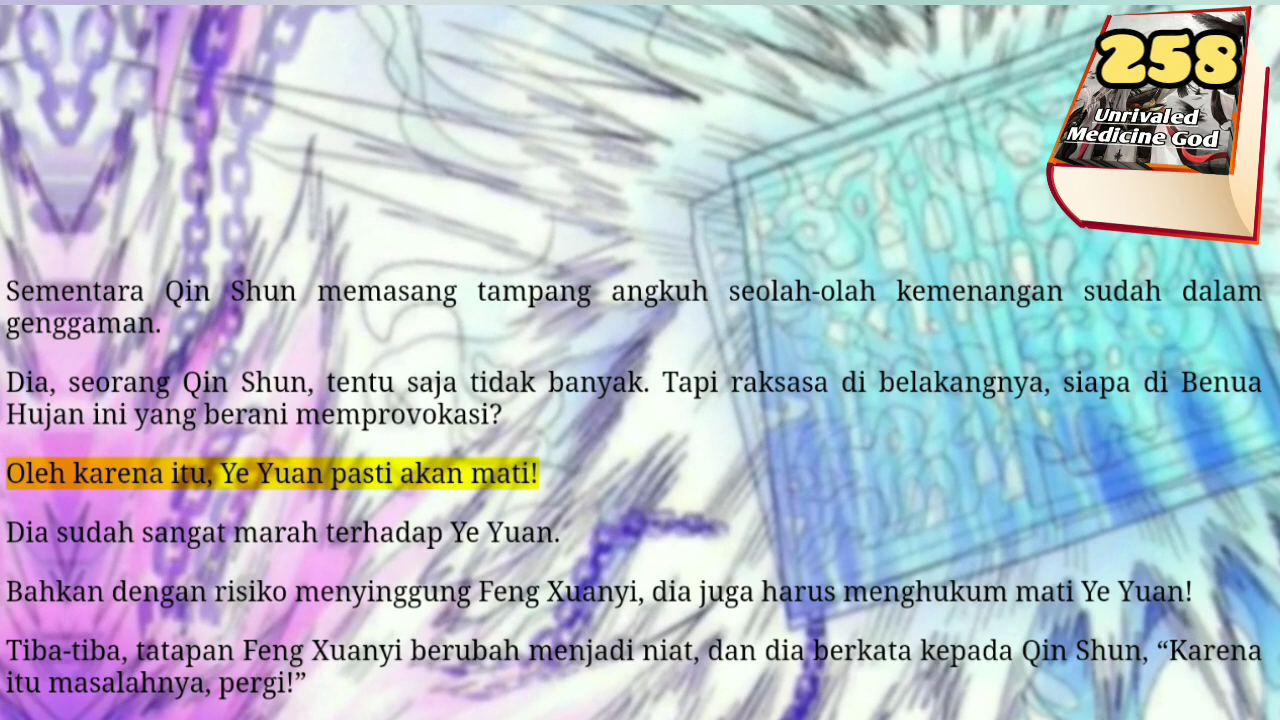 258
Unrivaled
Medicine God
Sementara Qin Shun memasang tampang angkuh seolah-olah kemenangan sudah dalam
genggaman.
Dia, seorang Qin Shun, tentu saja tidak banyak. Tapi raksasa di belakangnya, siapa di Benua
Hujan ini yang berani memprovokasi?
Oleh karena itu, Ye Yuan pasti akan mati!
Dia sudah sangat marah terhadap Ye Yuan.
Bahkan dengan risiko menyinggung Feng Xuanyi, dia juga harus menghukum mati Ye Yuan!
Tiba-tiba, tatapan Feng Xuanyi berubah menjadi niat, dan dia berkata kepada Qin Shun, “Karena
itu masalahnya, pergi!”